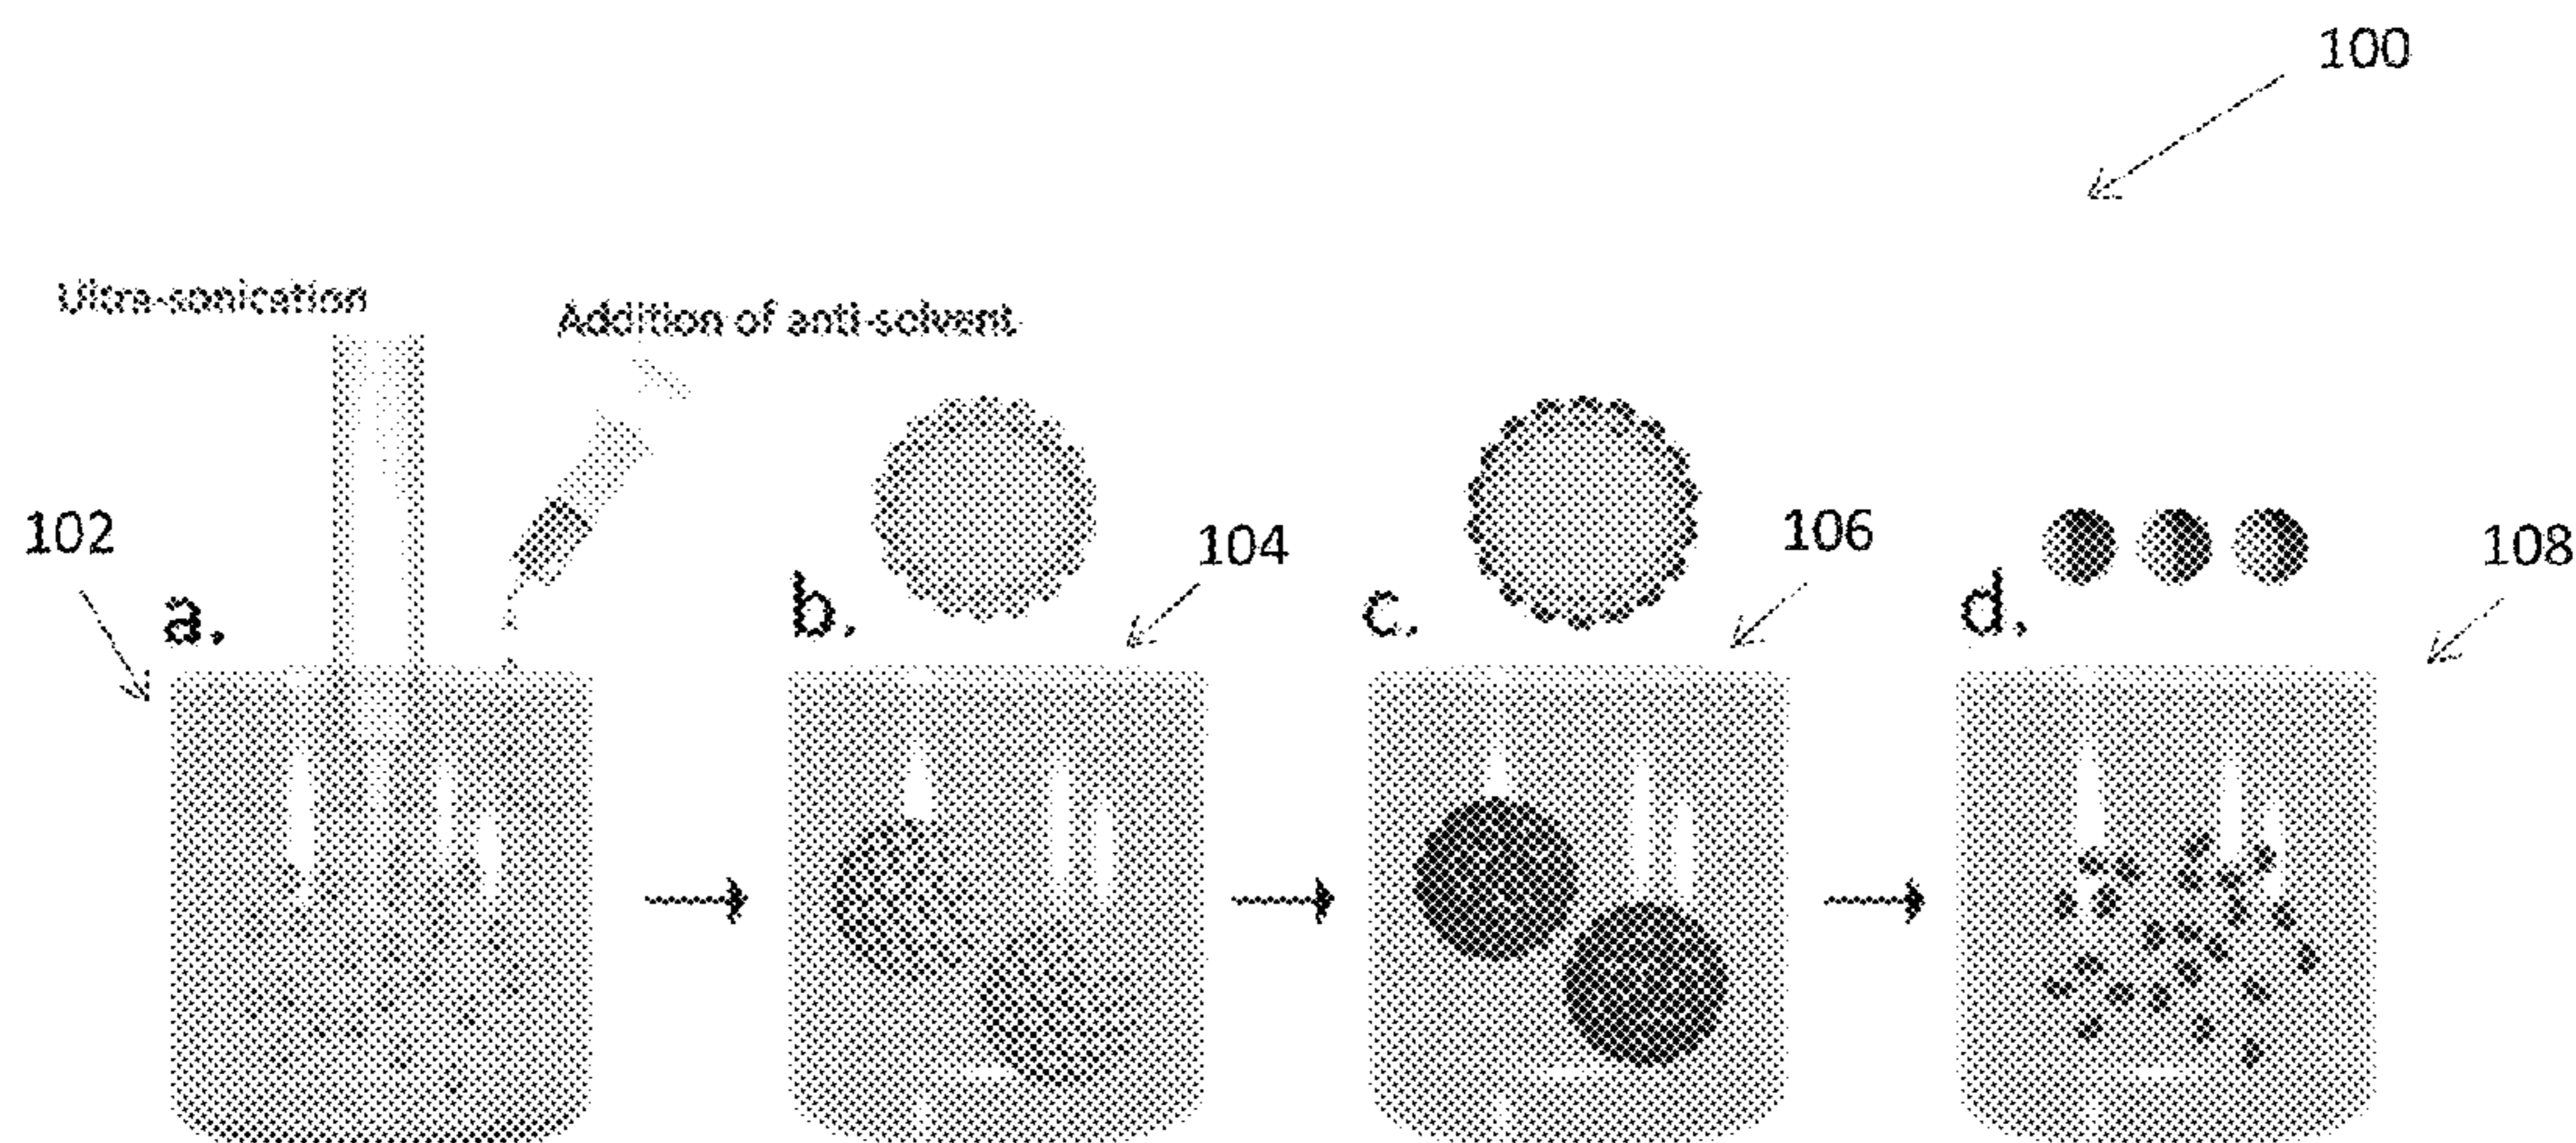 100
Ultra-sonication
Addition of anti-solvent
102
104
106
108
a.
b.
c.
d.